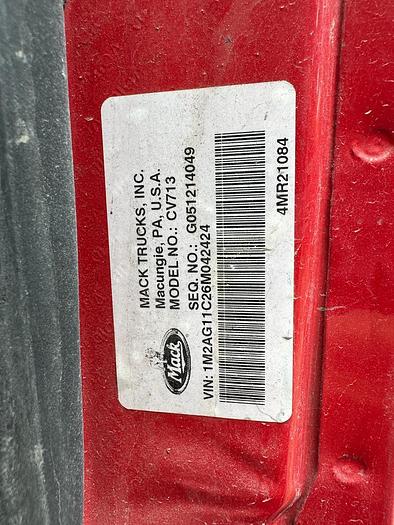 MACK TRUCKS, INC.
Macungie, PA, U.S.A.
MODEL NO.: CV713
SEQ. NO.: G051214049
Mack
VIN: 1M2AG11C26M042424
4MR21084